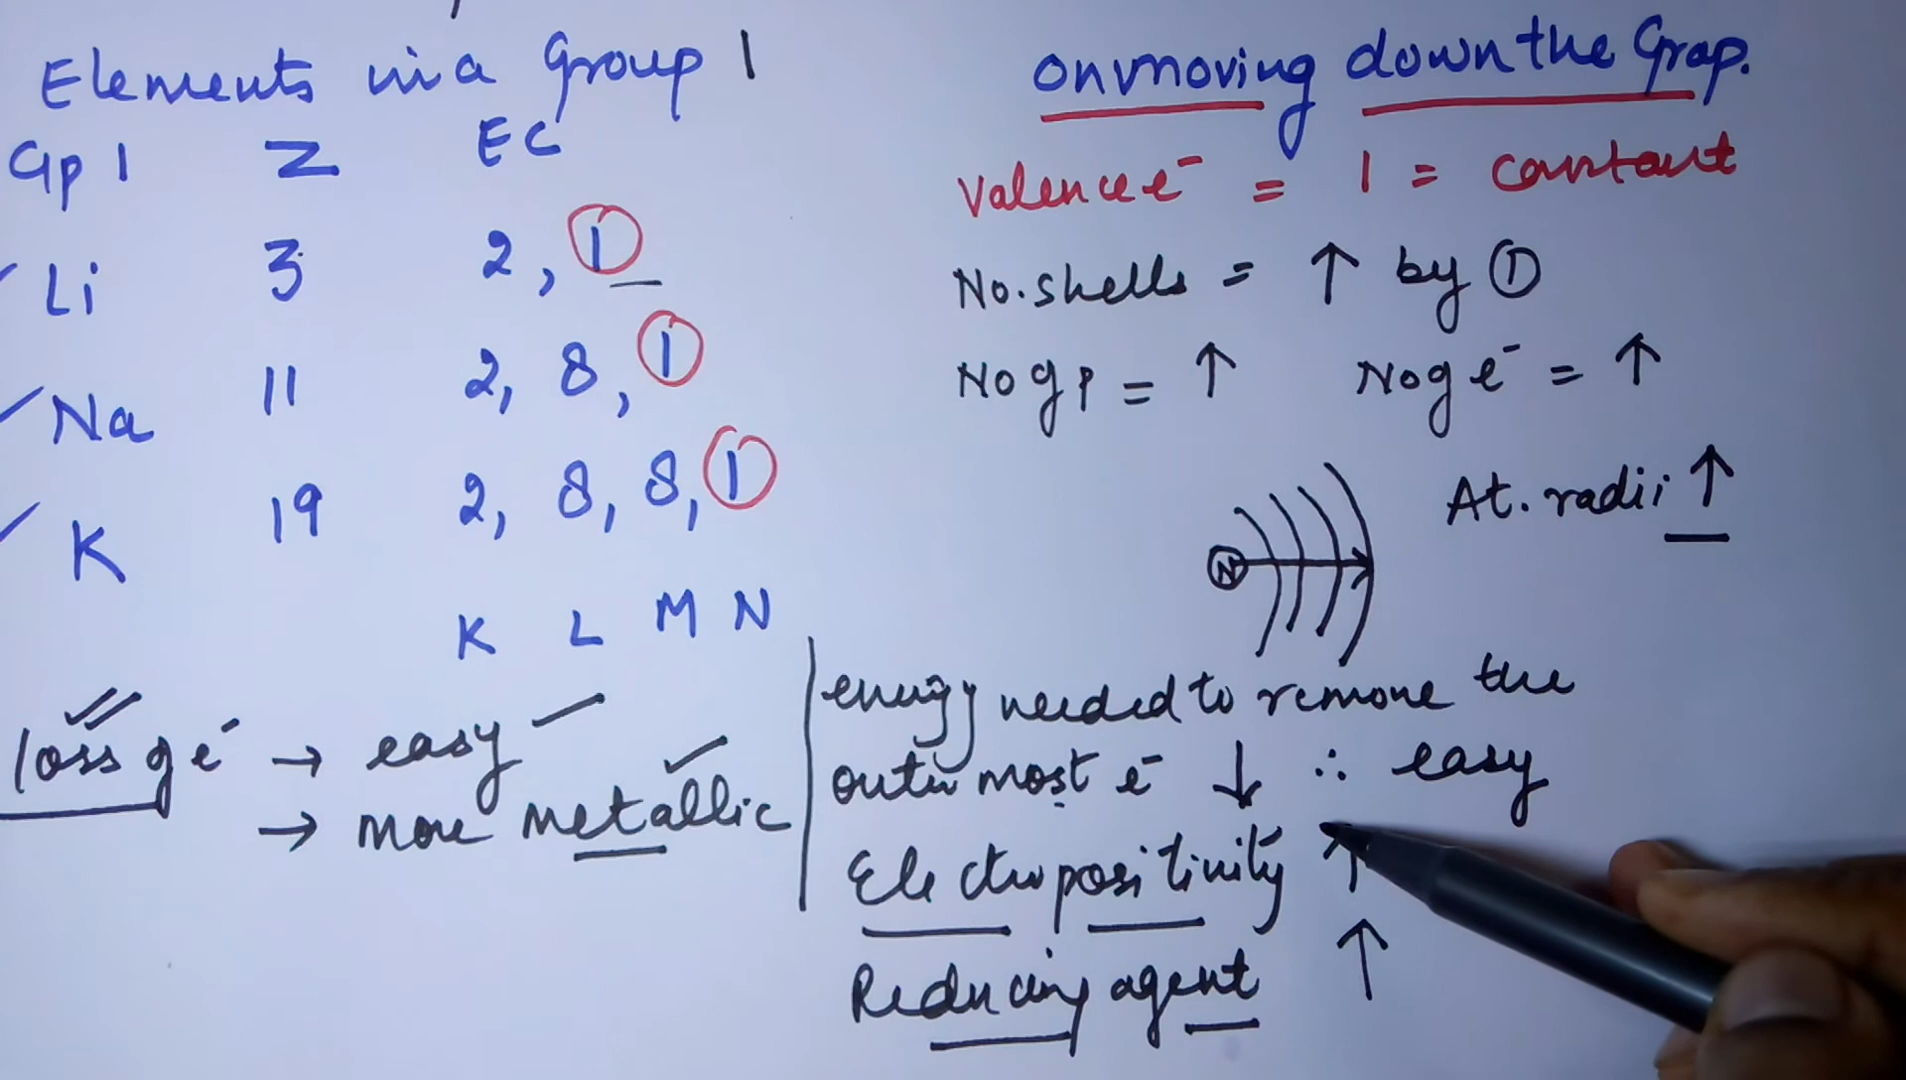 Elements in a Group 1
Gp 1 Z EC
Li 3 2, 1
Na 11 2, 8, 1
K 19 2, 8, 8, 1
K L M N
loss of e⁻ → easy
→ more metallic
on moving down the Group.
Valence e⁻ = 1 = constant
No. shells = ↑ by ①
No of p = ↑ No of e⁻ = ↑
At. radii ↑
N
energy needed to remove the
outer most e⁻ ↓ ∴ easy
Electropositivity ↑
Reducing agent ↑